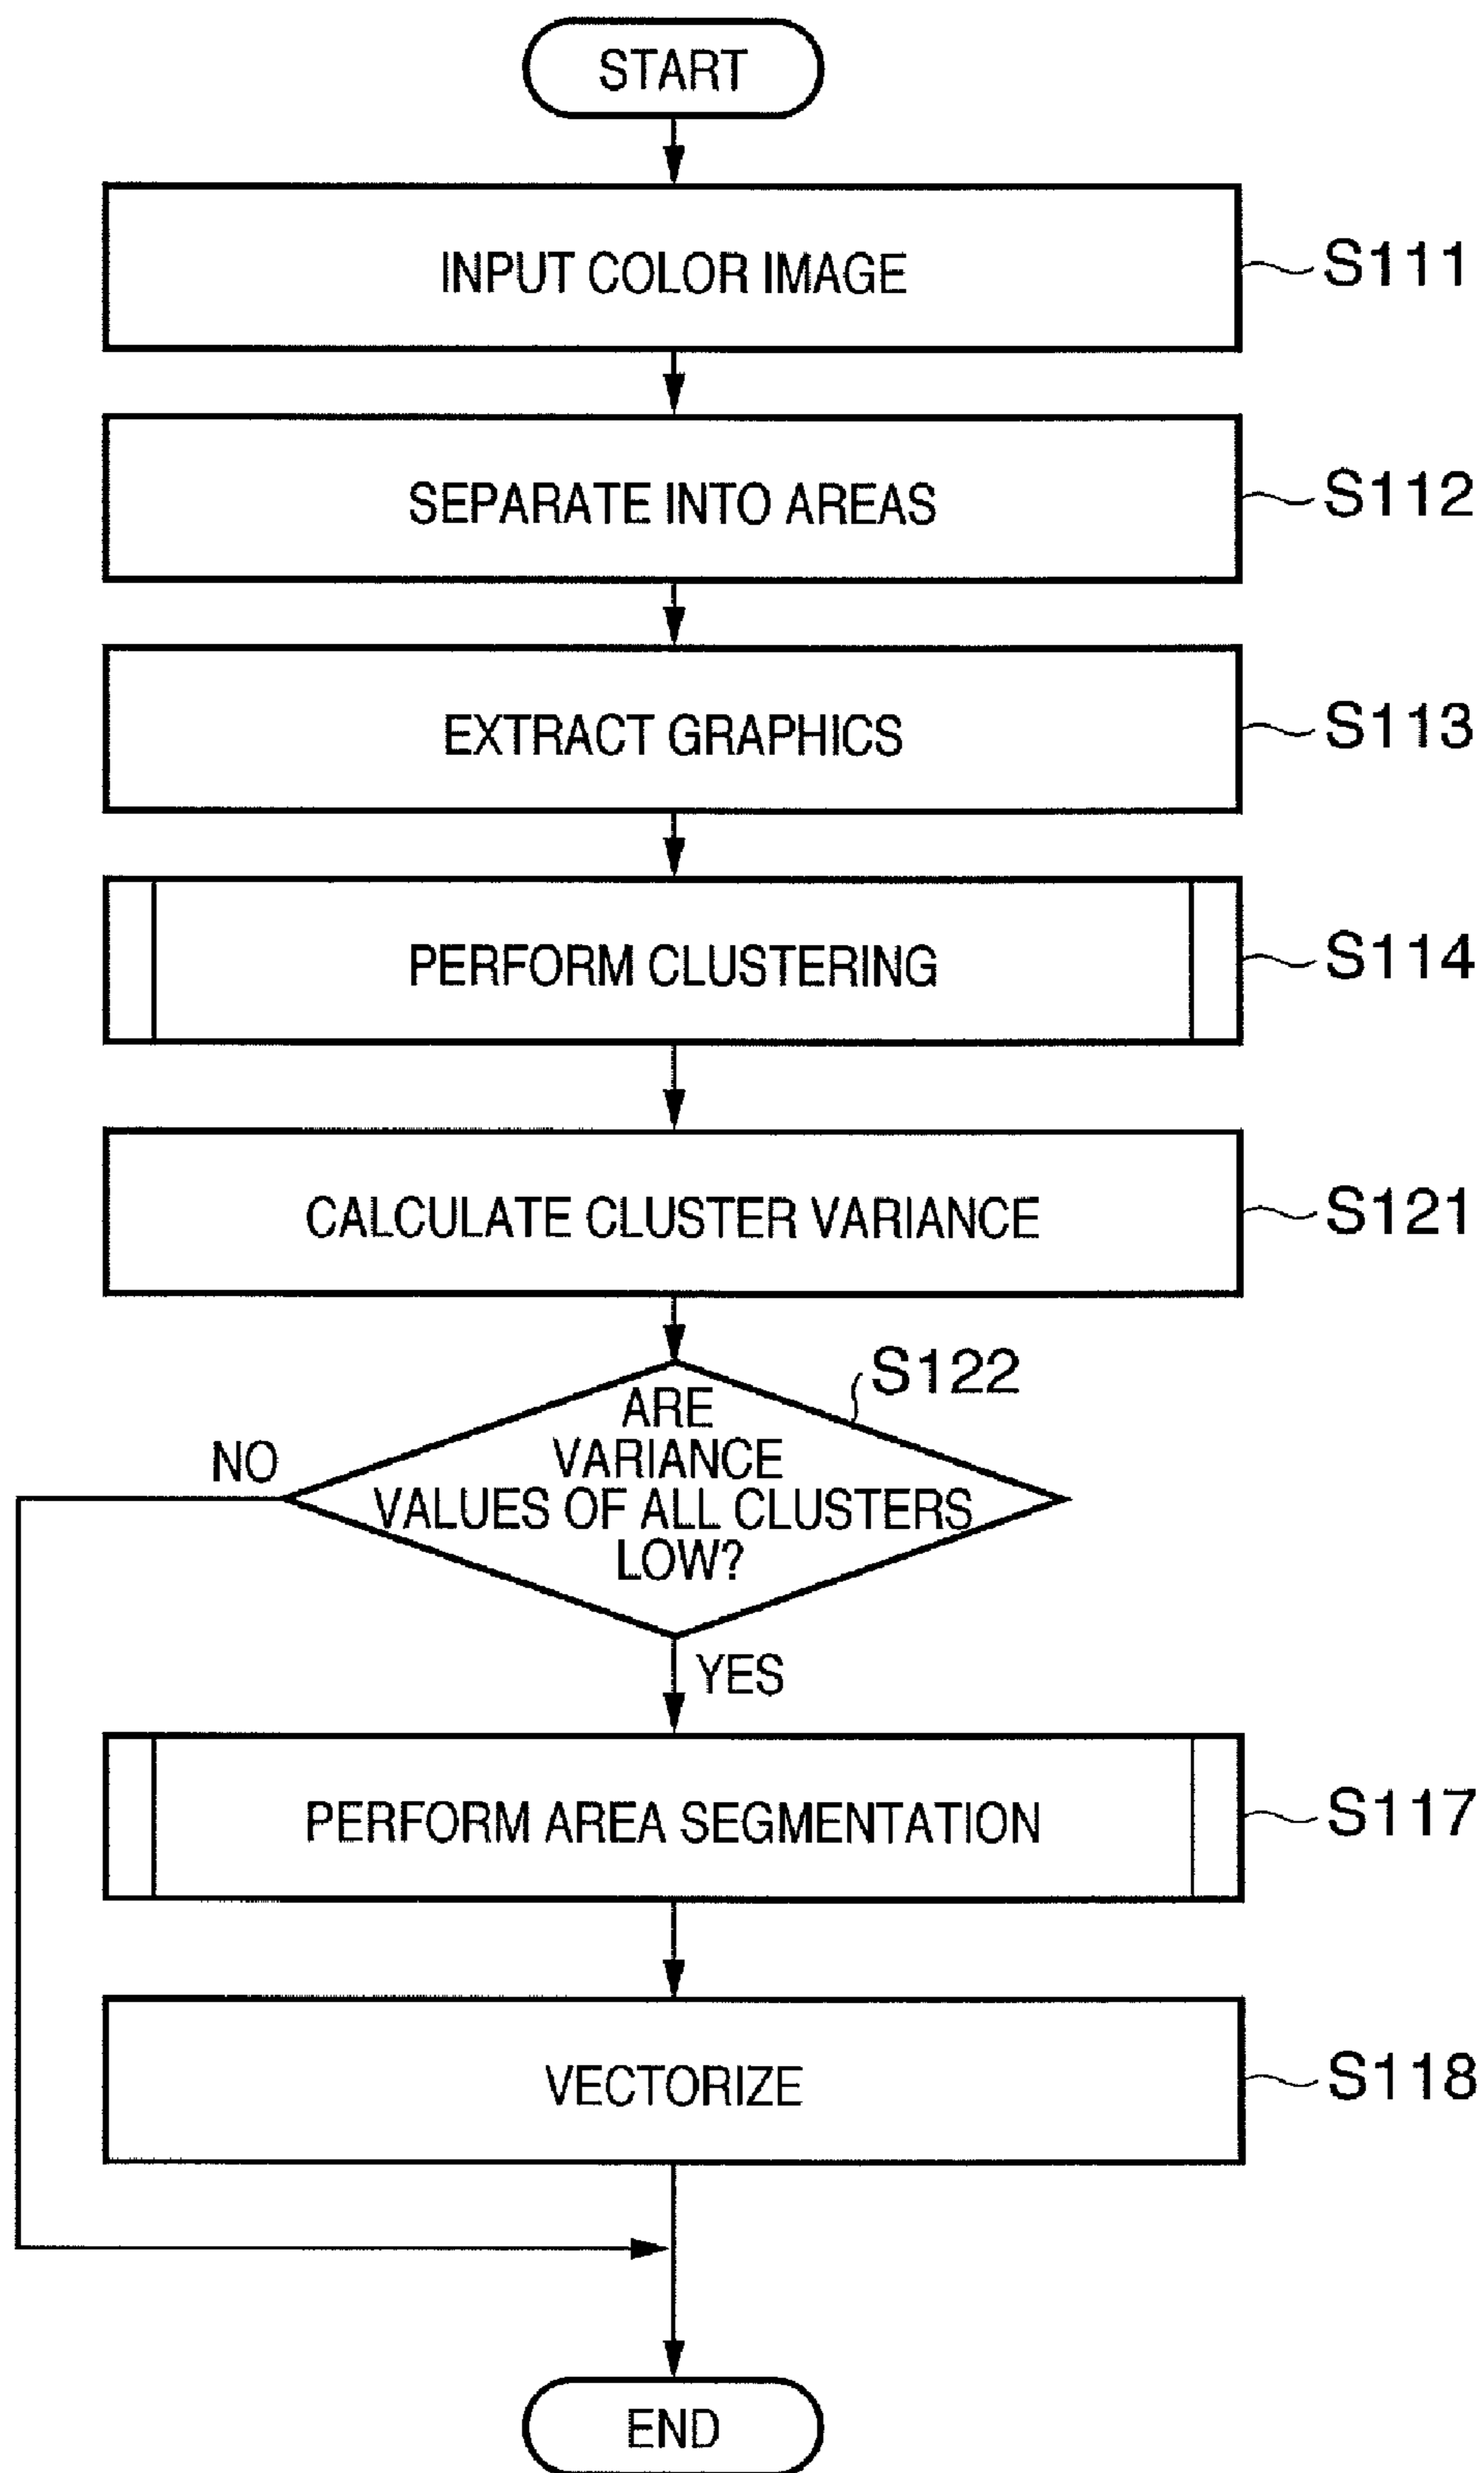 START
INPUT COLOR IMAGE
S111
SEPARATE INTO AREAS
S112
EXTRACT GRAPHICS
S113
PERFORM CLUSTERING
S114
CALCULATE CLUSTER VARIANCE
S121
S122
ARE
VARIANCE
VALUES OF ALL CLUSTERS
LOW?
NO
YES
PERFORM AREA SEGMENTATION
S117
VECTORIZE
S118
END